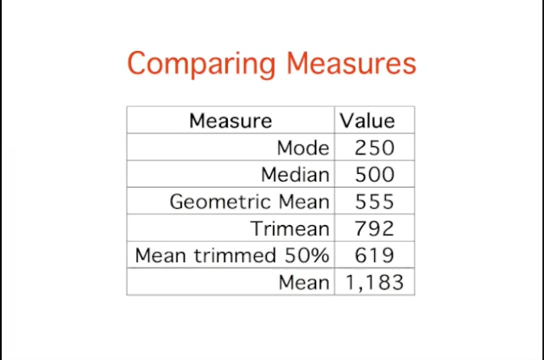 Comparing Measures
Measure Value
Mode 250
Median 500
Geometric Mean 555
Trimean 792
Mean trimmed 50% 619
Mean 1,183